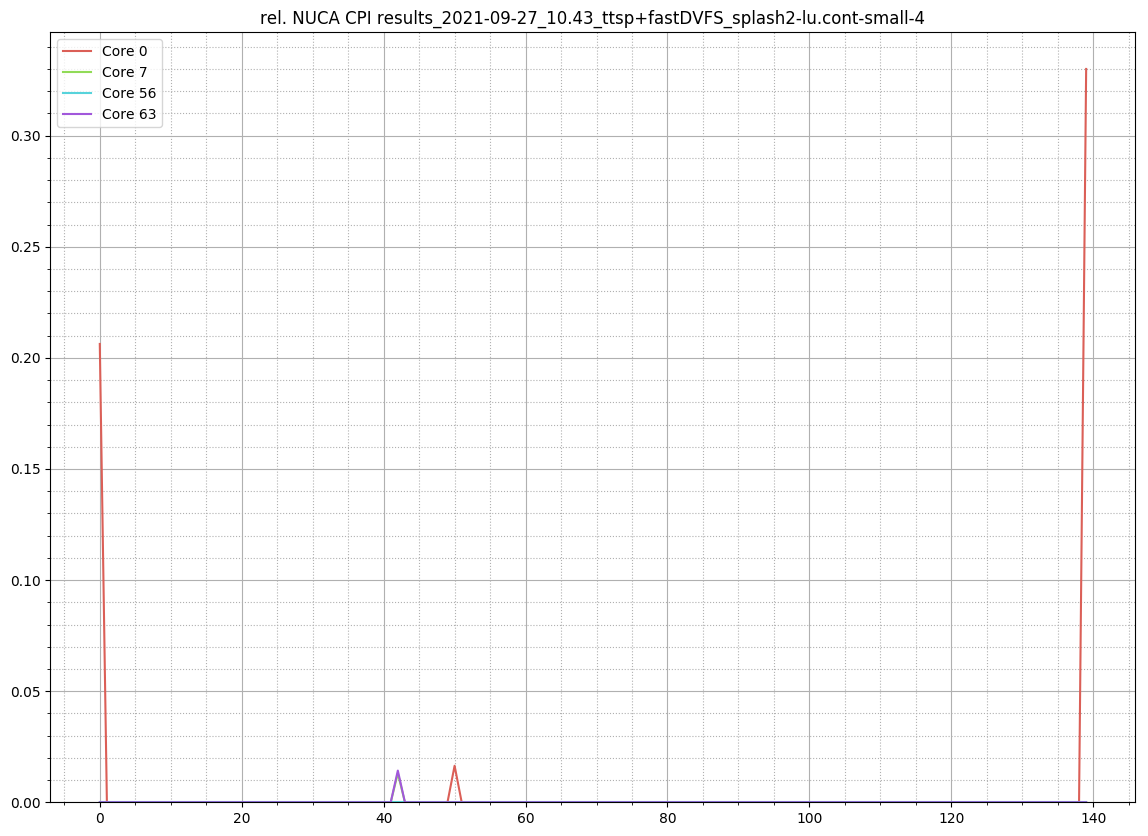 rel. NUCA CPI results_2021-09-27_10.43_ttsp+fastDVFS_splash2-lu.cont-small-4
Core 0
Core 7
Core 56
Core 63
0.30
0.25
0.20
0.15
0.10
0.05
0.00
0 20 40 60 80 100 120 140